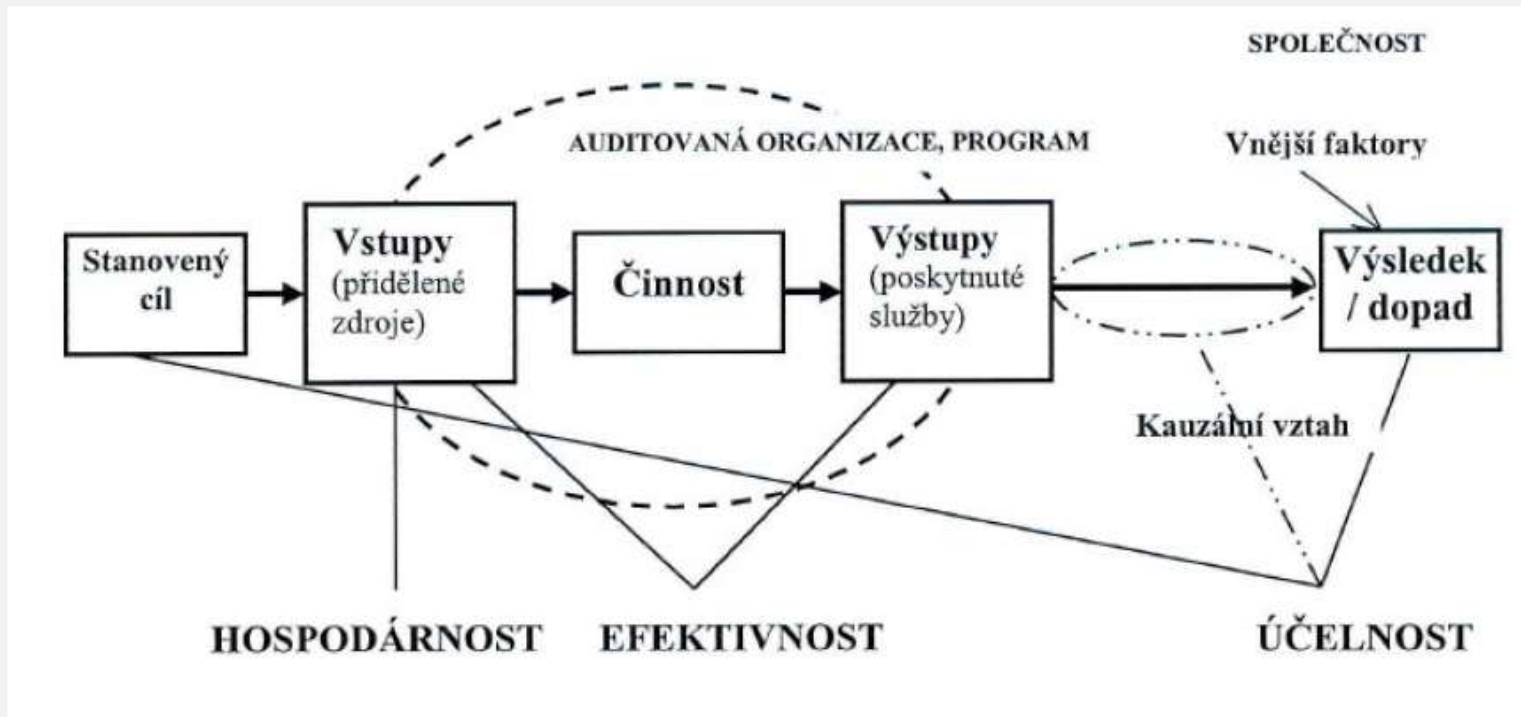 SPOLEČNOST
AUDITOVANÁ ORGANIZACE, PROGRAM
Vnější faktory
Stanovený
cíl
Vstupy
(přidělené
zdroje)
Činnost
Výstupy
(poskytnuté
služby)
Výsledek
/ dopad
Kauzální vztah
HOSPODÁRNOST
EFEKTIVNOST
ÚČELNOST